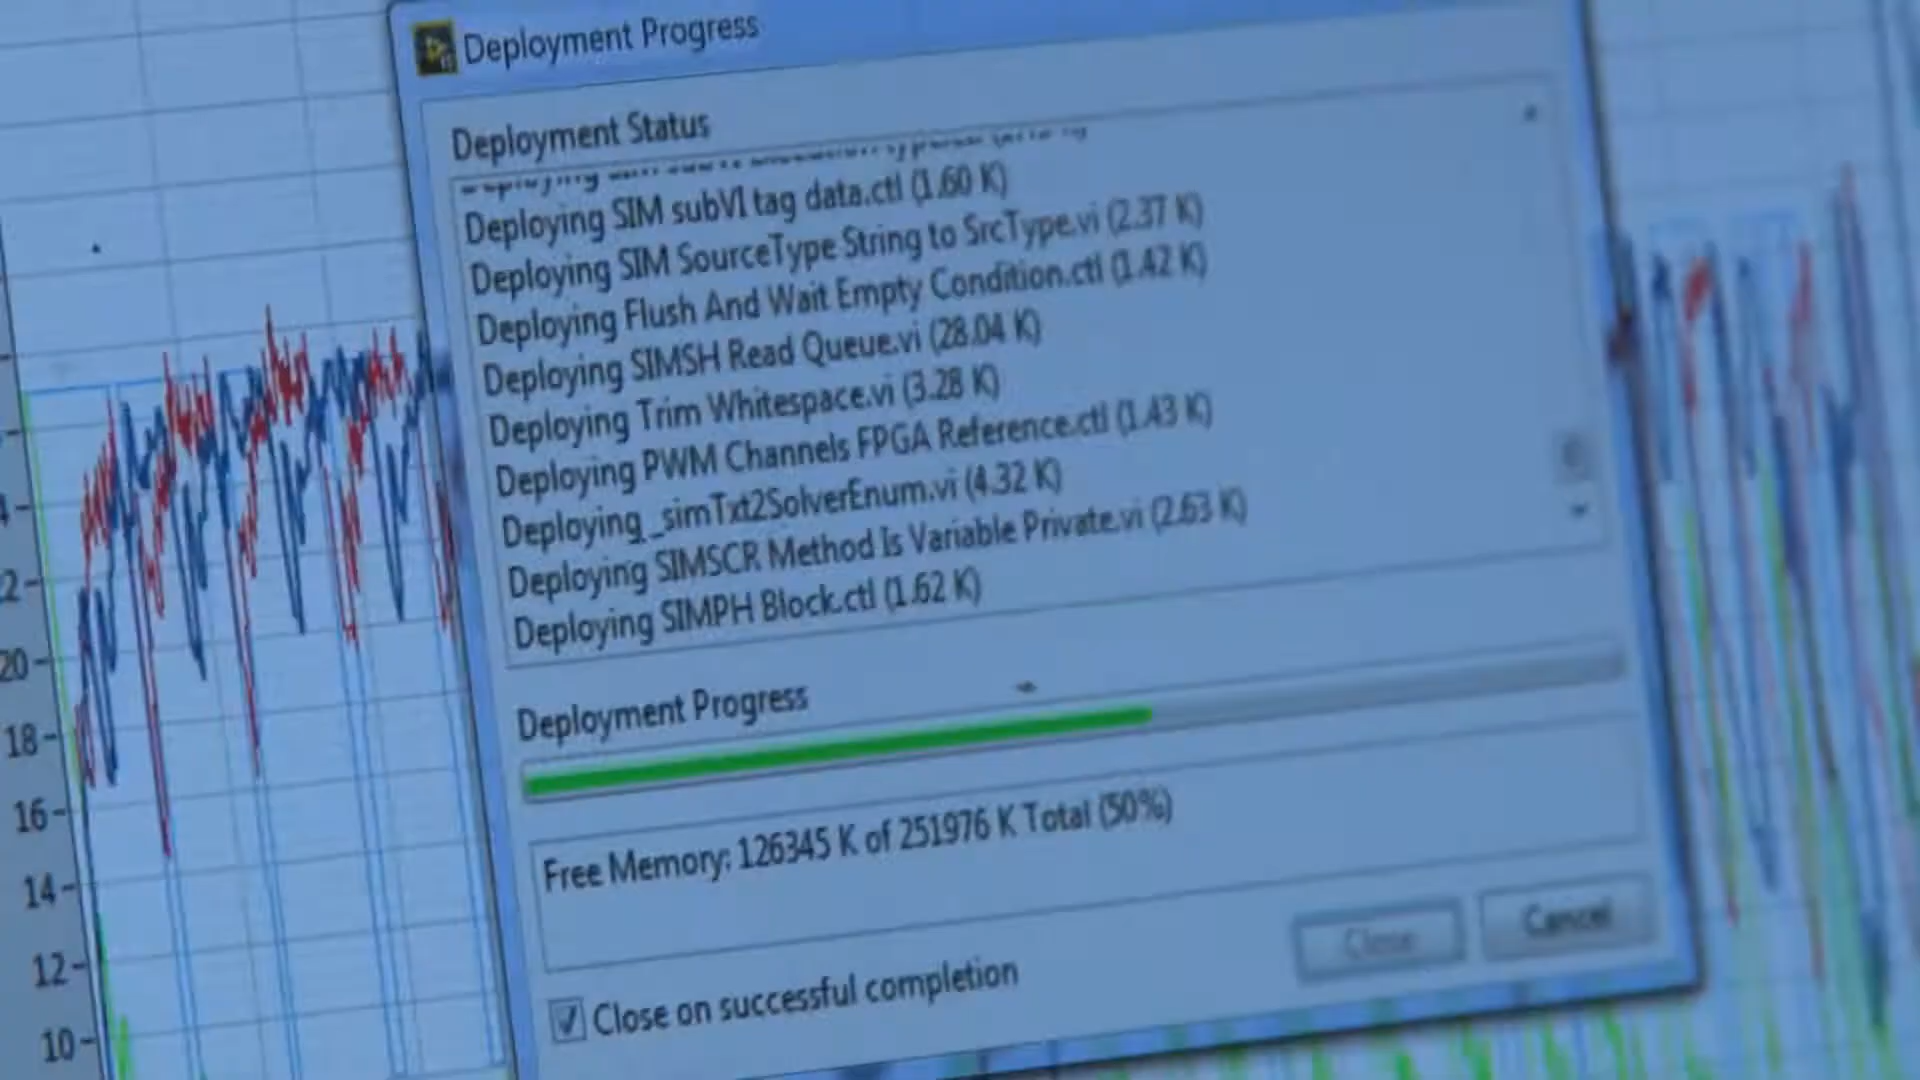 Deployment Progress
Deployment Status
Deploying SIM subVI tag data.ctl (1.60 K)
Deploying SIM SourceType String to SrcType.vi (2.37 K)
Deploying Flush And Wait Empty Condition.ctl (1.42 K)
Deploying SIMSH Read Queue.vi (28.04 K)
Deploying Trim Whitespace.vi (3.28 K)
Deploying PWM Channels FPGA Reference.ctl (1.43 K)
Deploying _simTxt2SolverEnum.vi (4.32 K)
Deploying SIMSCR Method Is Variable Private.vi (2.63 K)
Deploying SIMPH Block.ctl (1.62 K)
Deployment Progress
Free Memory: 126345 K of 251976 K Total (50%)
Close
Cancel
Close on successful completion
20
18
16
14
12
10